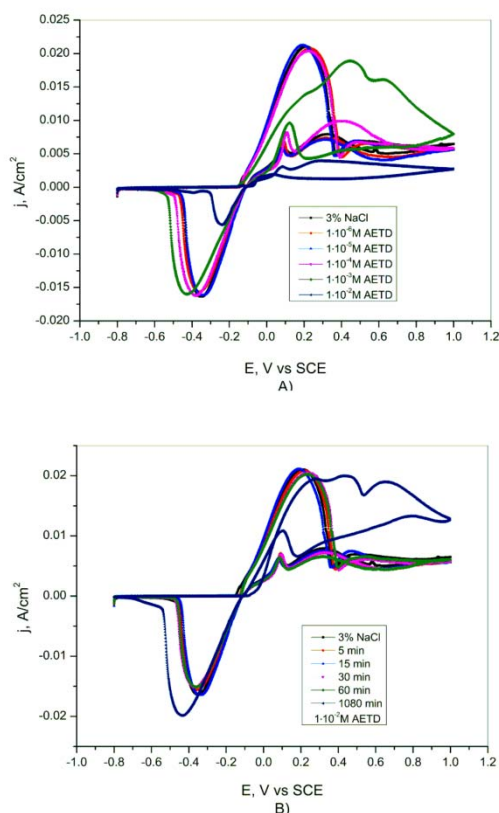 0.025
0.020
0.015
0.010
0.005
0.000
-0.005
-0.010
-0.015
-0.020
j, A/cm²
3% NaCl
1·10⁻⁶M AETD
1·10⁻⁵M AETD
1·10⁻⁴M AETD
1·10⁻³M AETD
1·10⁻²M AETD
-1.0 -0.8 -0.6 -0.4 -0.2 0.0 0.2 0.4 0.6 0.8 1.0 1.2
E, V vs SCE
A)
0.02
0.01
0.00
-0.01
-0.02
j, A/cm²
3% NaCl
5 min
15 min
30 min
60 min
1080 min
1·10⁻²M AETD
-1.0 -0.8 -0.6 -0.4 -0.2 0.0 0.2 0.4 0.6 0.8 1.0 1.2
E, V vs SCE
B)